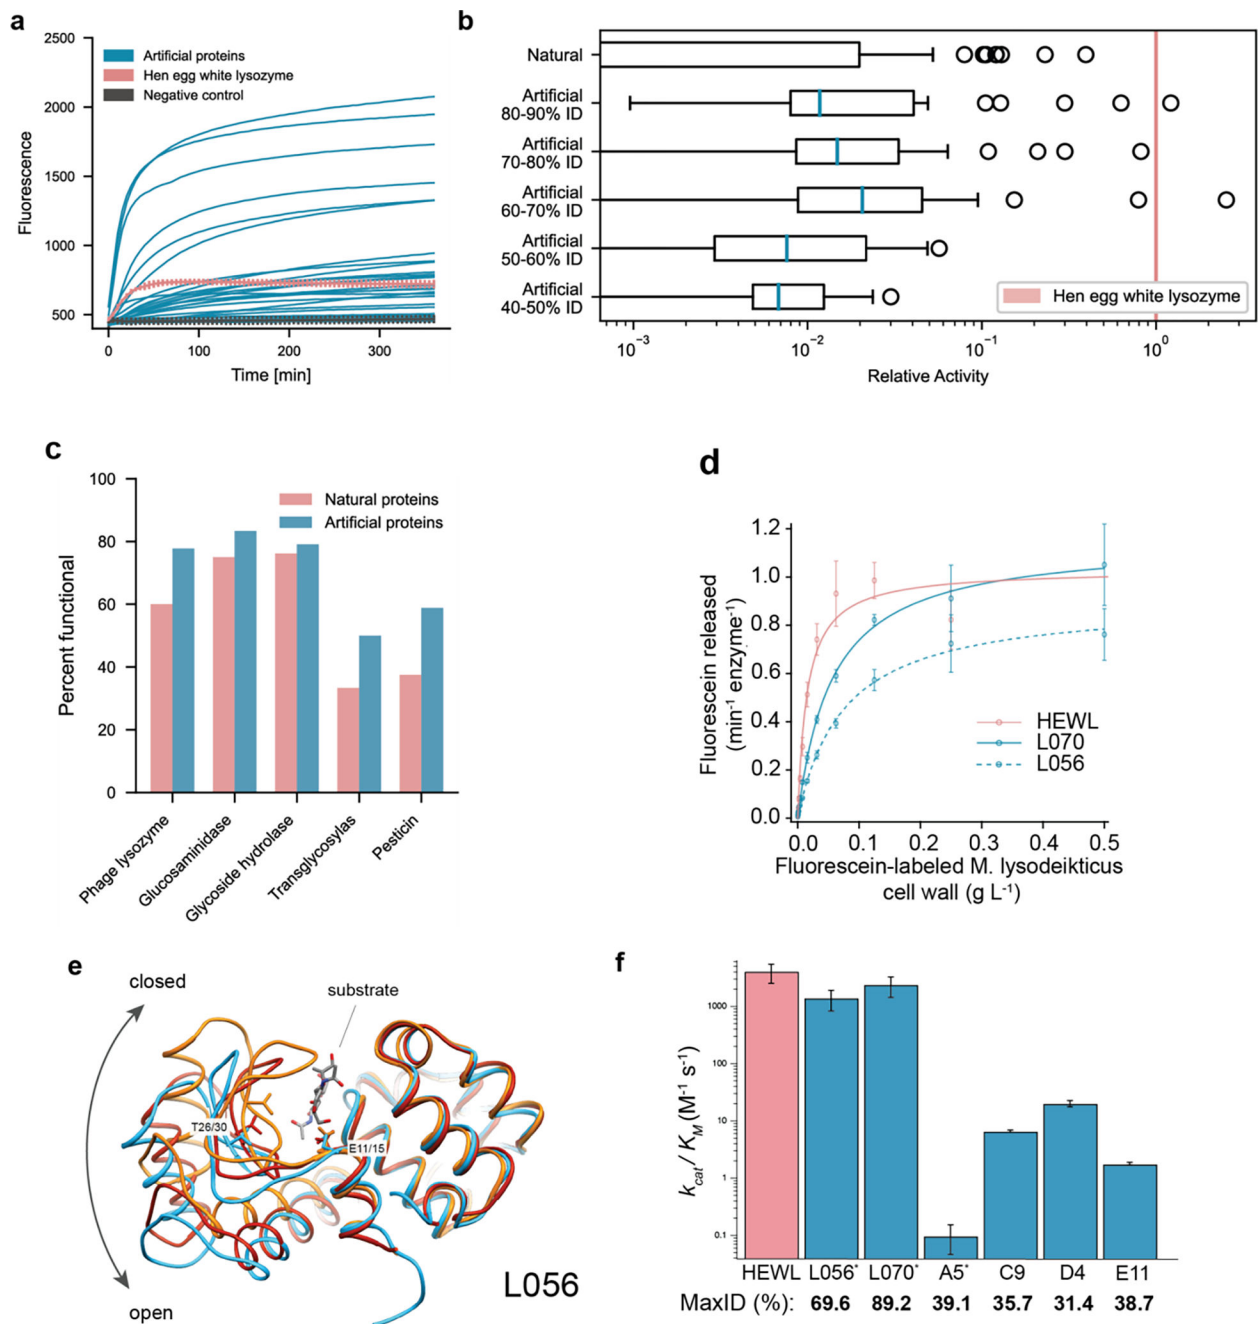 a
2500
2000
1500
1000
500
Fluorescence
Artificial proteins
Hen egg white lysozyme
Negative control
0
100
200
300
Time [min]
b
Natural
Artificial
80-90% ID
Artificial
70-80% ID
Artificial
60-70% ID
Artificial
50-60% ID
Artificial
40-50% ID
Hen egg white lysozyme
10⁻³
10⁻²
10⁻¹
10⁰
Relative Activity
c
100
80
60
40
20
0
Percent functional
Natural proteins
Artificial proteins
Phage lysozyme
Glucosaminidase
Glycoside hydrolase
Transglycosylas
Pesticin
d
1.2
1.0
0.8
0.6
0.4
0.2
0.0
Fluorescein released
(min⁻¹ enzyme⁻¹)
HEWL
L070
L056
0.0
0.1
0.2
0.3
0.4
0.5
Fluorescein-labeled M. lysodeikticus
cell wall (g L⁻¹)
e
closed
substrate
T26/30
E11/15
open
L056
f
1000
100
10
1
0.1
kcat/ KM (M⁻¹ s⁻¹)
HEWL L056* L070* A5* C9 D4 E11
MaxID (%): 69.6 89.2 39.1 35.7 31.4 38.7